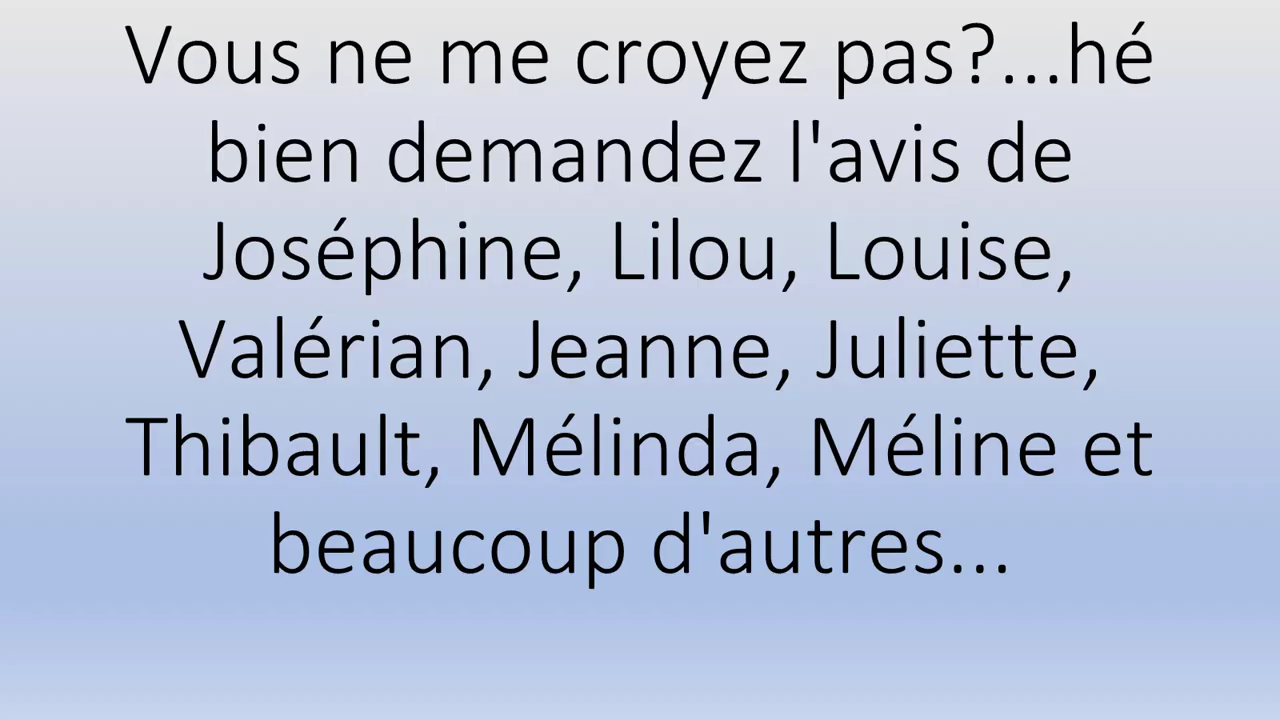 Vous ne me croyez pas?...hé
bien demandez l'avis de
Joséphine, Lilou, Louise,
Valérian, Jeanne, Juliette,
Thibault, Mélinda, Méline et
beaucoup d'autres...